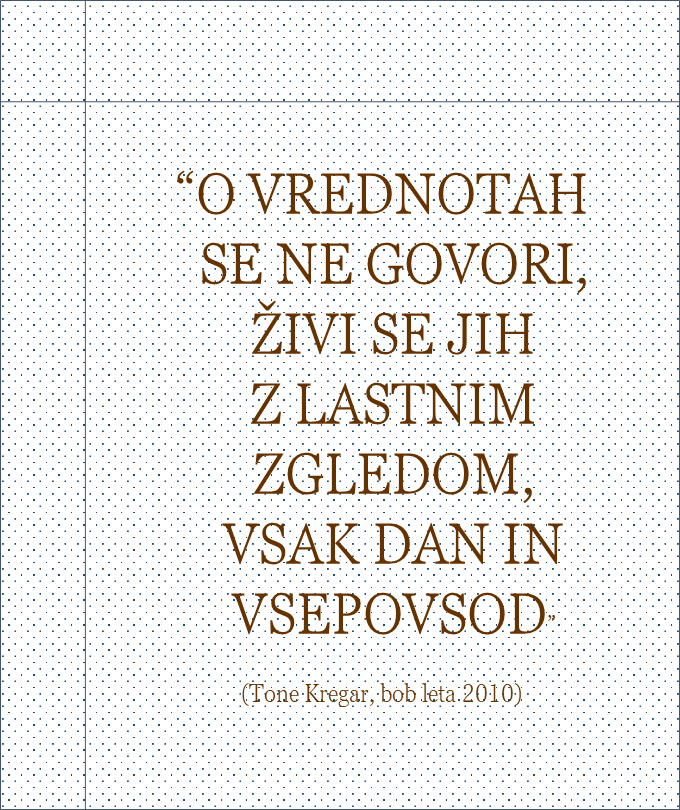 “O VREDNOTAH
SE NE GOVORI,
ŽIVI SE JIH
Z LASTNIM
ZGLEDOM,
VSAK DAN IN
VSEPOVSOD”
(Tone Kregar, bob leta 2010)